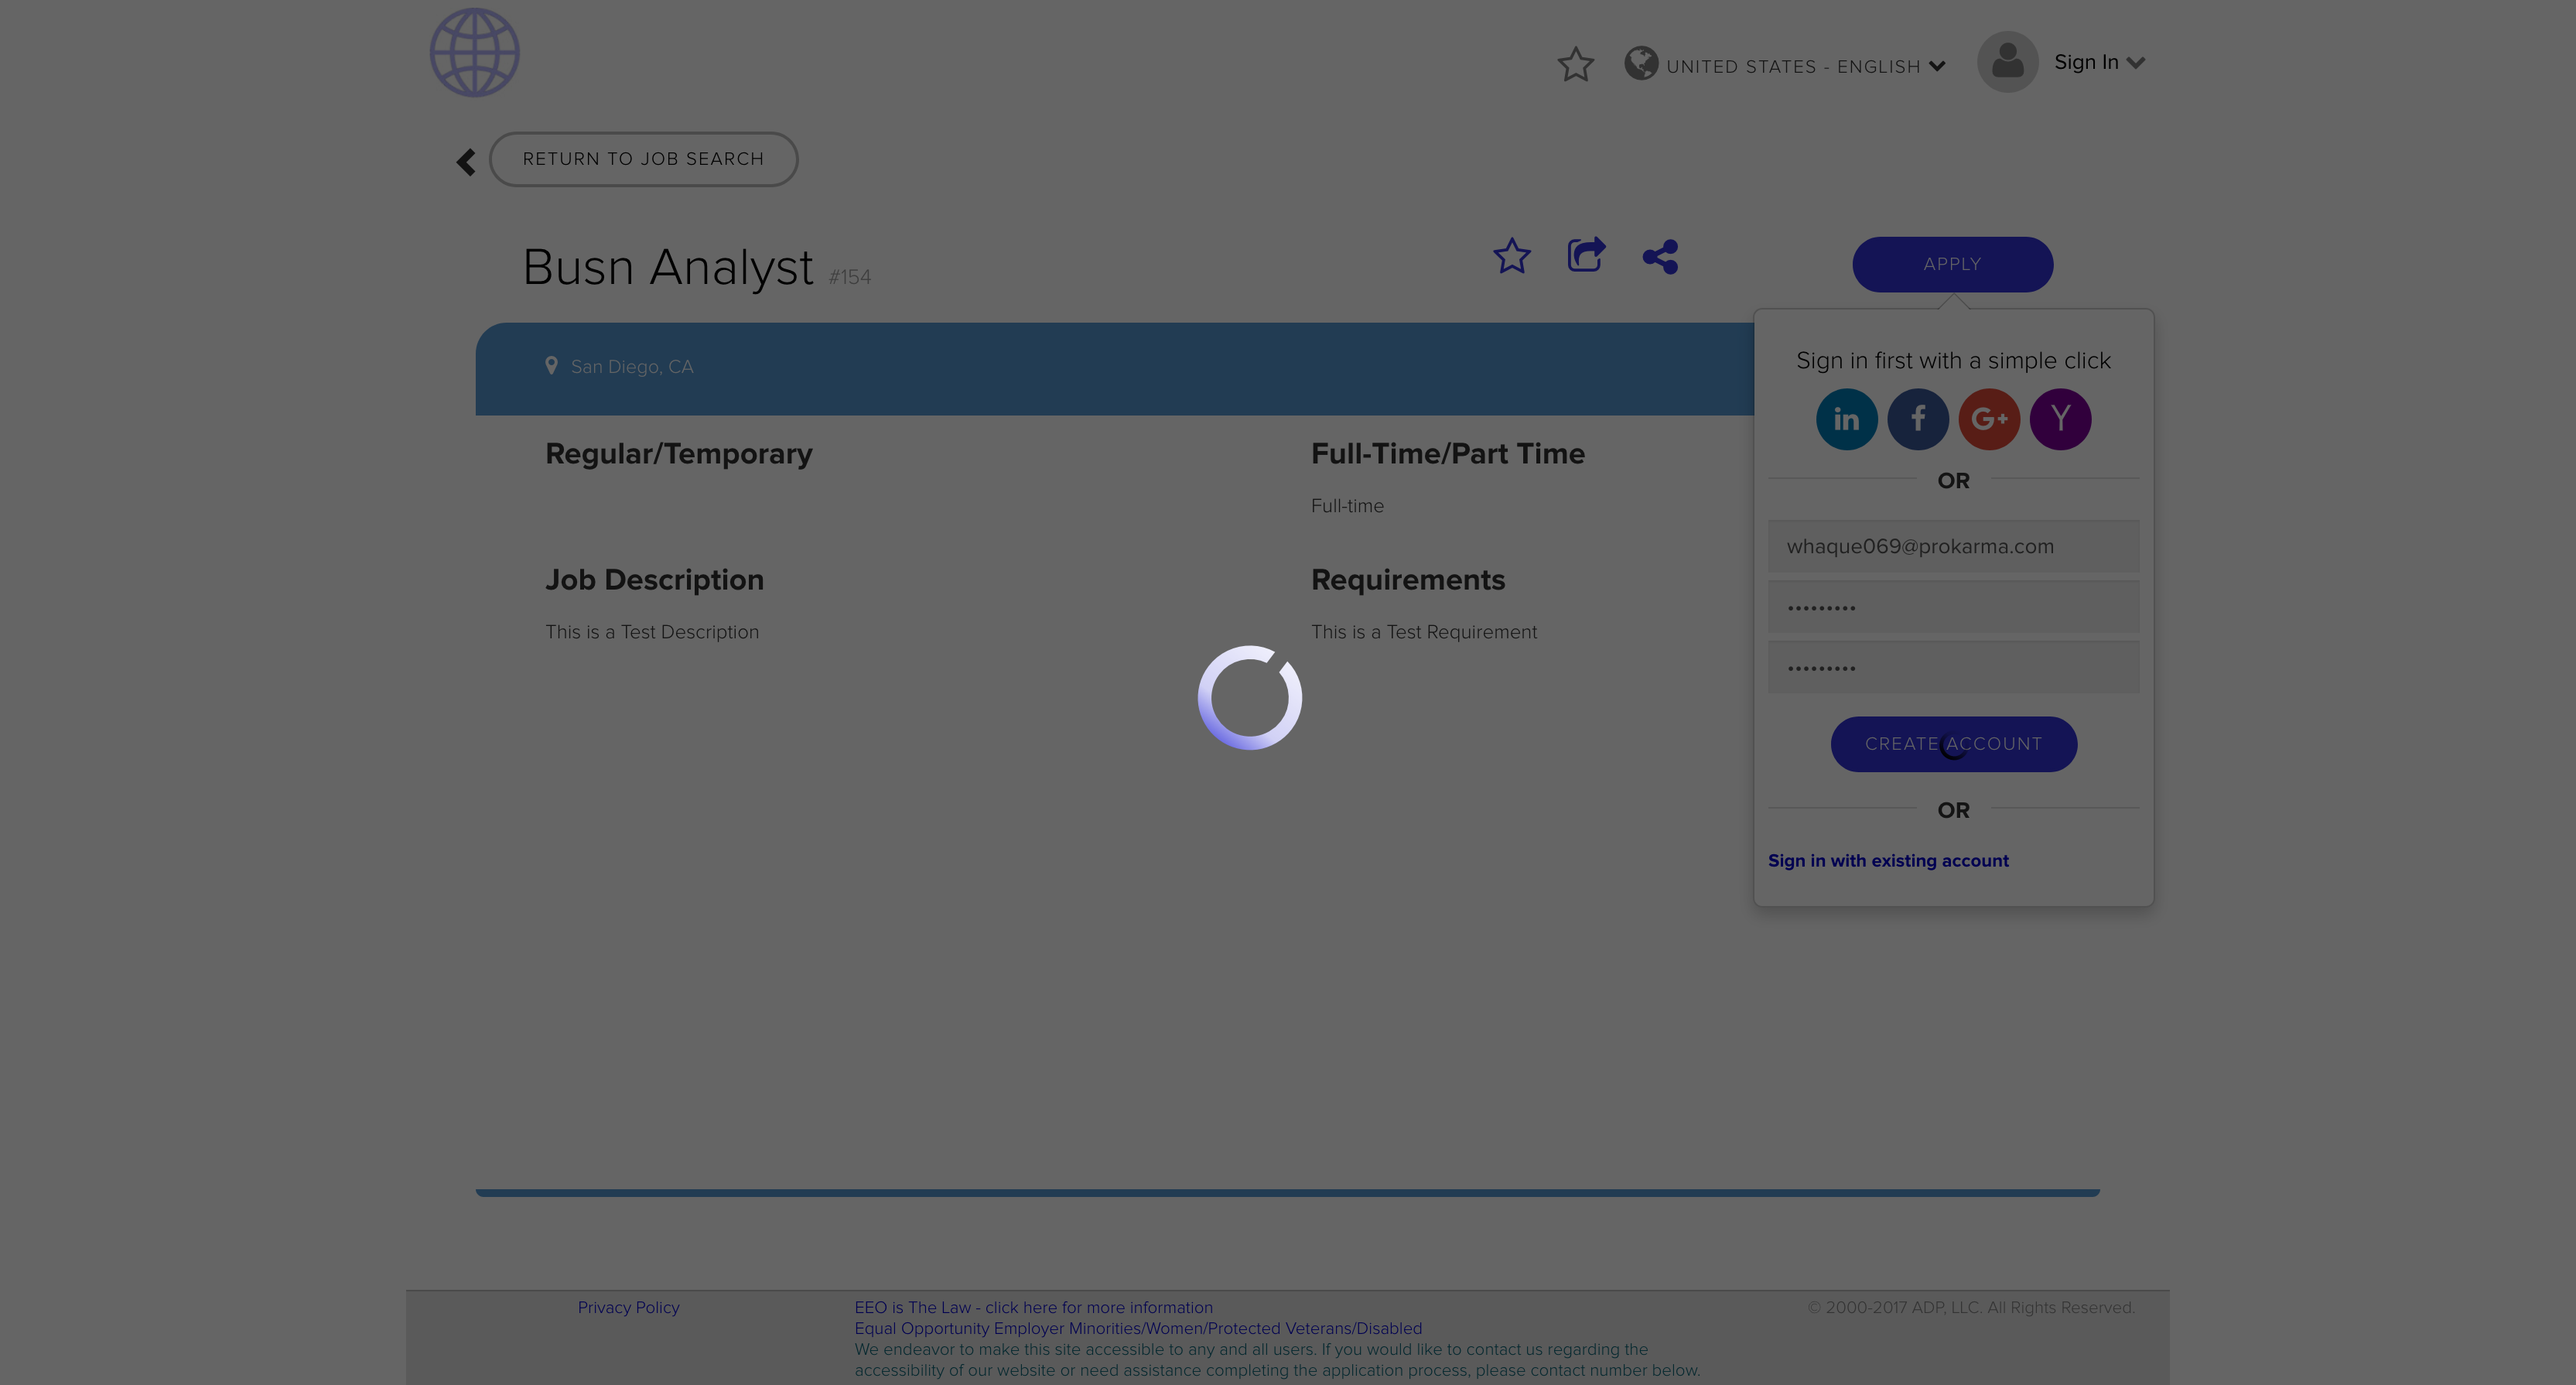 UNITED STATES - ENGLISH
Sign In
RETURN TO JOB SEARCH
Busn Analyst #154
APPLY
San Diego, CA
Regular/Temporary
Full-Time/Part Time
Full-time
Job Description
This is a Test Description
Requirements
This is a Test Requirement
Sign in first with a simple click
in f G+ Y
OR
whaque069@prokarma.com
•••••••••
•••••••••
CREATE ACCOUNT
OR
Sign in with existing account
Privacy Policy
EEO is The Law - click here for more information
Equal Opportunity Employer Minorities/Women/Protected Veterans/Disabled
We endeavor to make this site accessible to any and all users. If you would like to contact us regarding the
accessibility of our website or need assistance completing the application process, please contact number below.
© 2000-2017 ADP, LLC. All Rights Reserved.